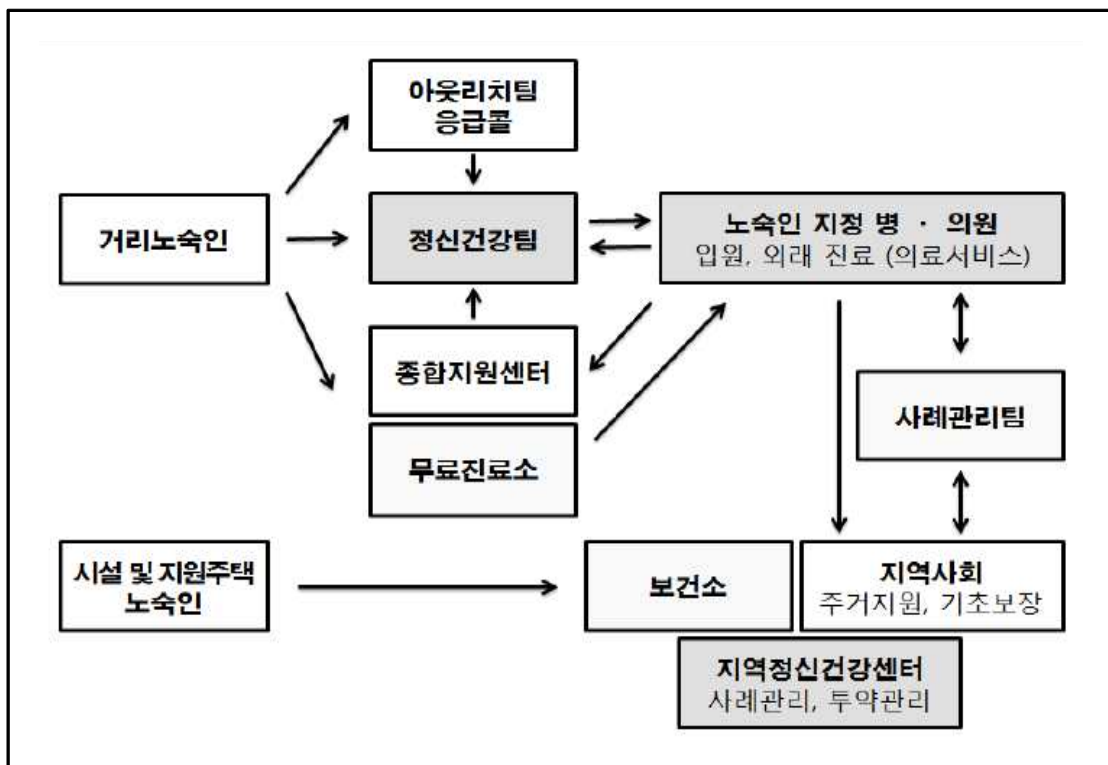 아웃리치팀
응급콜
거리노숙인
정신건강팀
노숙인 지정 병 · 의원
입원, 외래 진료 (의료서비스)
종합지원센터
사례관리팀
무료진료소
시설 및 지원주택
노숙인
보건소
지역사회
주거지원, 기초보장
지역정신건강센터
사례관리, 투약관리